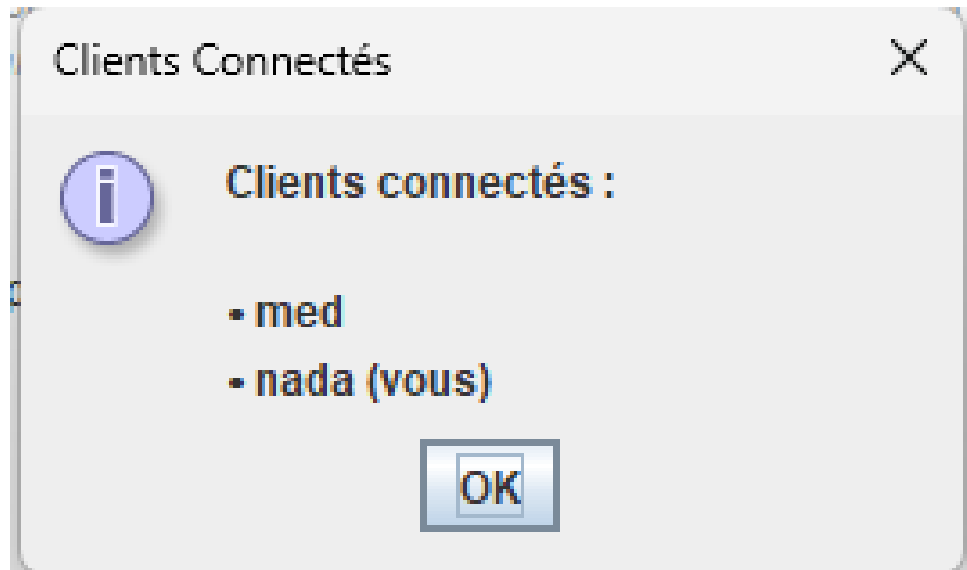 Clients Connectés
Clients connectés :
• med
• nada (vous)
OK